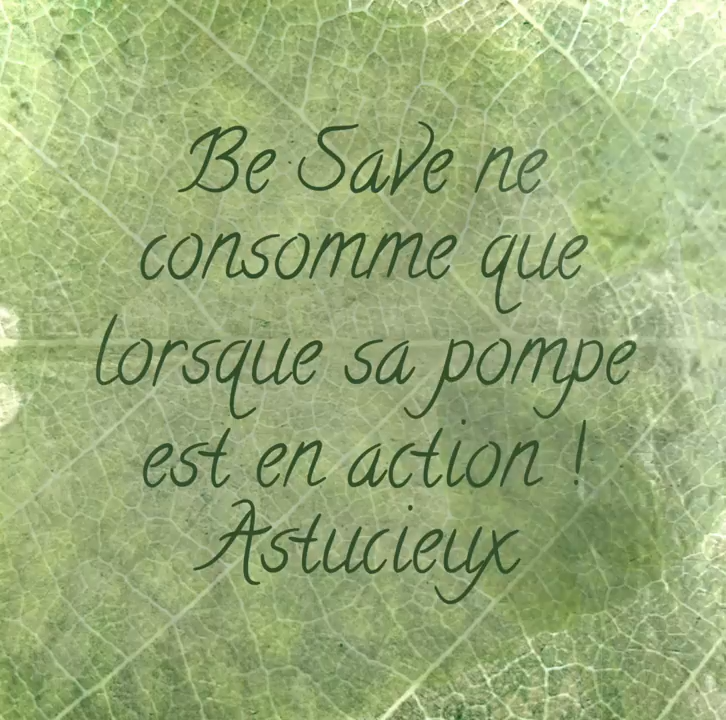 Be Save ne
consomme que
lorsque sa pompe
est en action !
Astucieux